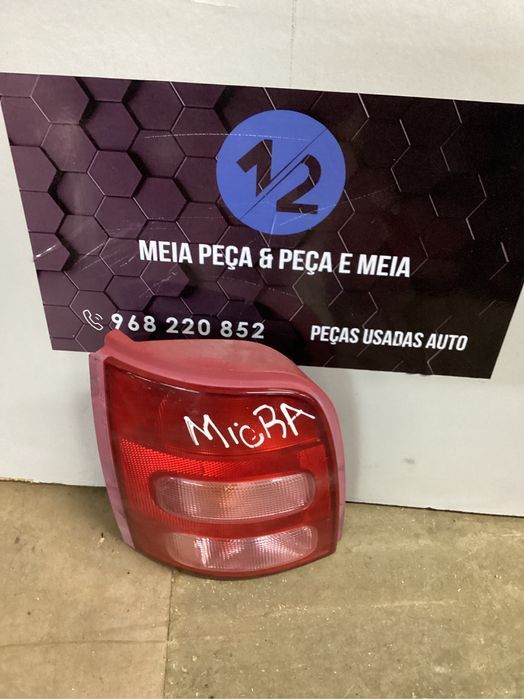 1/2
MEIA PEÇA & PEÇA E MEIA
968 220 852
PEÇAS USADAS AUTO
MiCRA